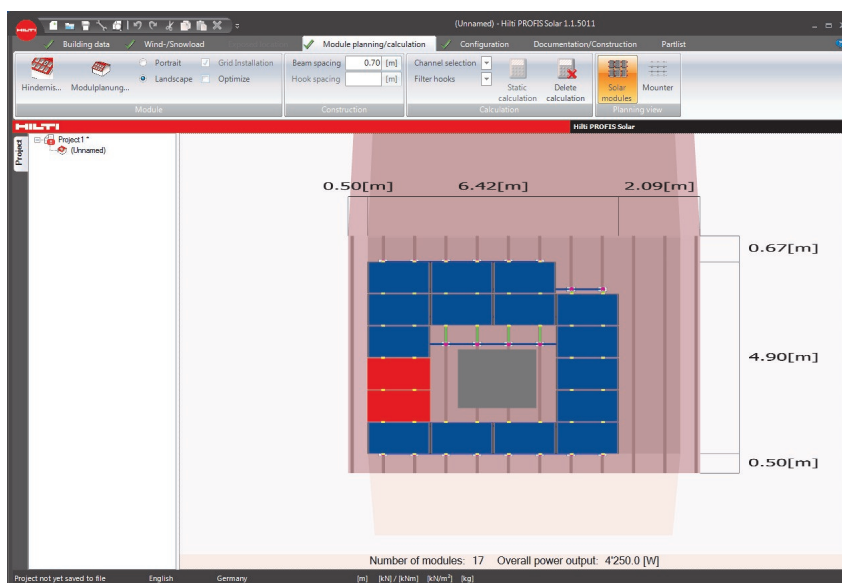 HILTI
(Unnamed) - Hilti PROFIS Solar 1.1.5011
Building data Wind-/Snowload Module planning/calculation Configuration Documentation/Construction Partlist
Portrait Grid Installation Beam spacing 0.70 [m] Channel selection
Landscape Optimize Hook spacing [m] Filter hooks
Hindernis... Modulplanung... Static calculation Delete calculation Solar modules Mounter
Module Construction Calculation Planning view
HILTI Hilti PROFIS Solar
Project
Project1 *
(Unnamed)
0.50[m] 6.42[m] 2.09[m]
0.67[m]
4.90[m]
0.50[m]
Number of modules: 17 Overall power output: 4'250.0 [W]
Project not yet saved to file English Germany [m] [kN] / [kNm] [kN/m²] [kg]